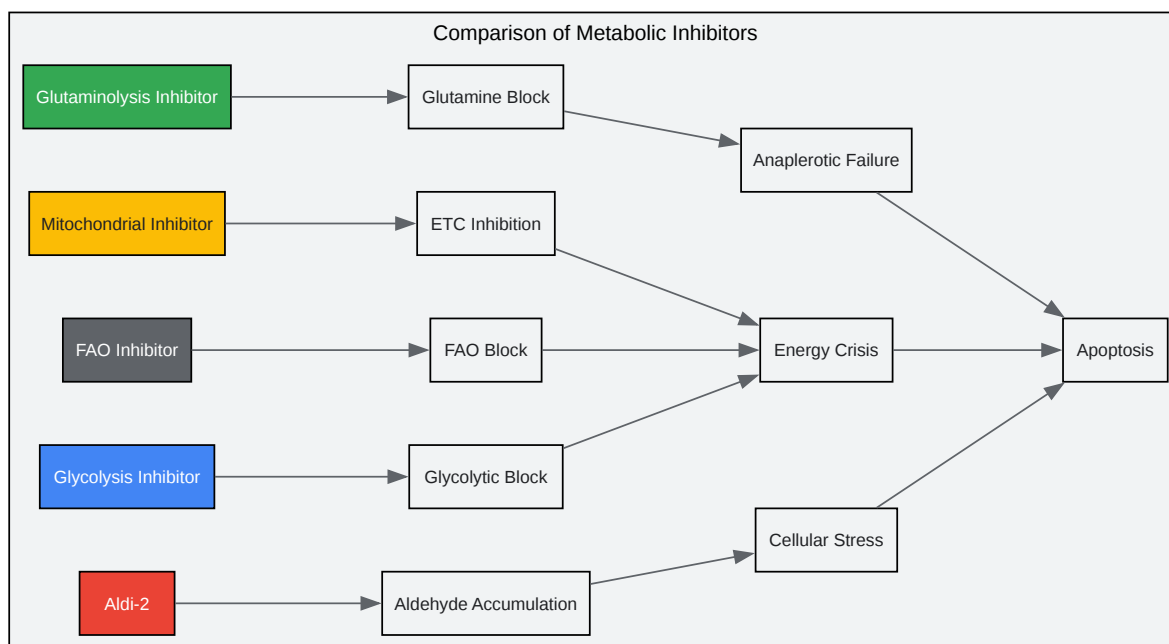 Comparison of Metabolic Inhibitors
Glutaminolysis Inhibitor
Glutamine Block
Anaplerotic Failure
Mitochondrial Inhibitor
ETC Inhibition
FAO Inhibitor
FAO Block
Energy Crisis
Apoptosis
Glycolysis Inhibitor
Glycolytic Block
Cellular Stress
Aldi-2
Aldehyde Accumulation